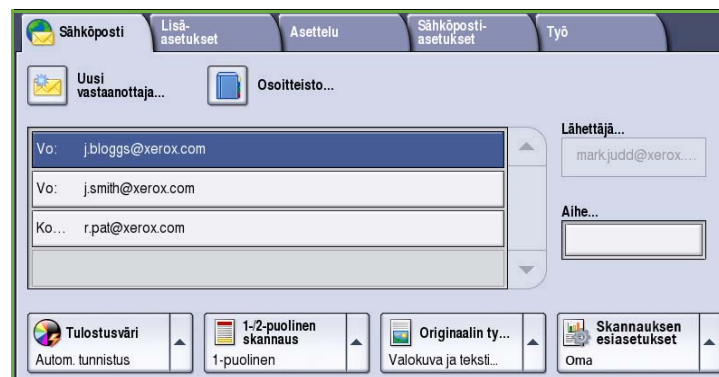 Sähköposti
Lisä-
asetukset
Asettelu
Sähköposti-
asetukset
Työ
Uusi
vastaanottaja...
Osoitteisto...
Lähettäjä...
mark.judd@xerox....
Vo: j.bloggs@xerox.com
Vo: j.smith@xerox.com
Ko... r.pat@xerox.com
Aihe...
Tulostusväri
Autom. tunnistus
1-/2-puolinen
skannaus
1-puolinen
Originaalin ty...
Valokuva ja teksti...
Skannauksen
esiasetukset
Oma